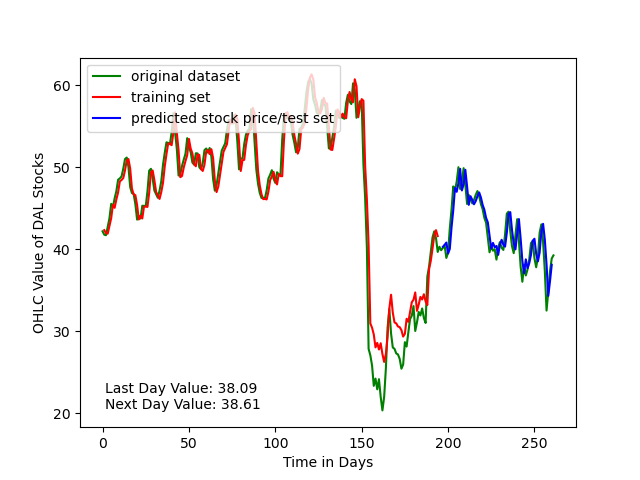 original dataset
training set
predicted stock price/test set
60
50
40
30
20
OHLC Value of DAL Stocks
Last Day Value: 38.09
Next Day Value: 38.61
0 50 100 150 200 250
Time in Days